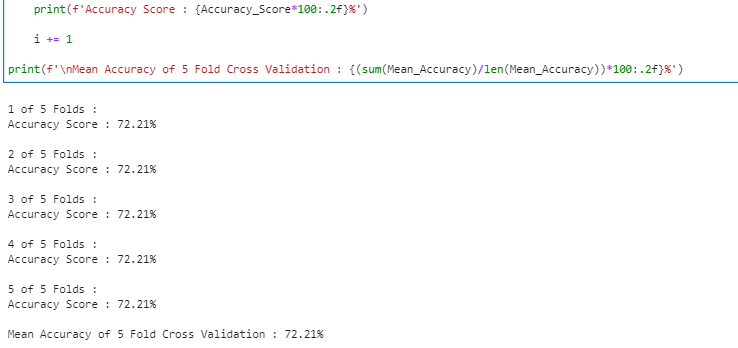 print(f'Accuracy Score : {Accuracy_Score*100:.2f}%')
i += 1
print(f'\nMean Accuracy of 5 Fold Cross Validation : {(sum(Mean_Accuracy)/len(Mean_Accuracy))*100:.2f}%')
1 of 5 Folds :
Accuracy Score : 72.21%
2 of 5 Folds :
Accuracy Score : 72.21%
3 of 5 Folds :
Accuracy Score : 72.21%
4 of 5 Folds :
Accuracy Score : 72.21%
5 of 5 Folds :
Accuracy Score : 72.21%
Mean Accuracy of 5 Fold Cross Validation : 72.21%